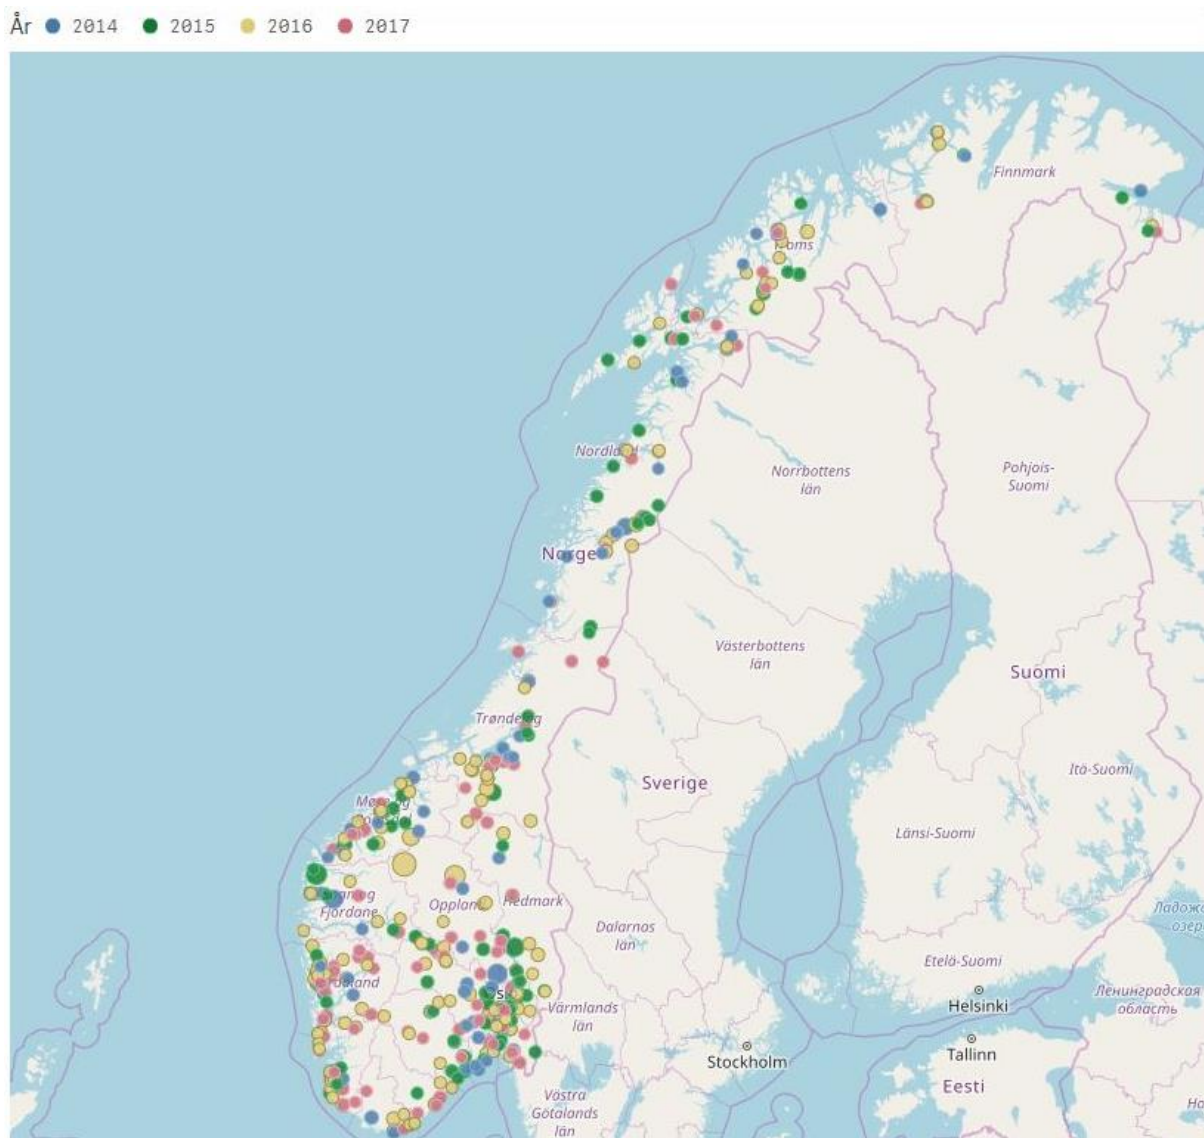 År 2014 2015 2016 2017
Finnmark
Nordland
Norrbottens
län
Pohjois-
Suomi
Norge
Västerbottens
län
Suomi
Trøndelag
Sverige
Itä-Suomi
Länsi-Suomi
Fjordane
Oppland
Hedmark
Dalarnas
län
Etelä-Suomi
Helsinki
Ленинградская
область
Värmlands
län
Stockholm
Tallinn
Eesti
Västra
Götalands
län